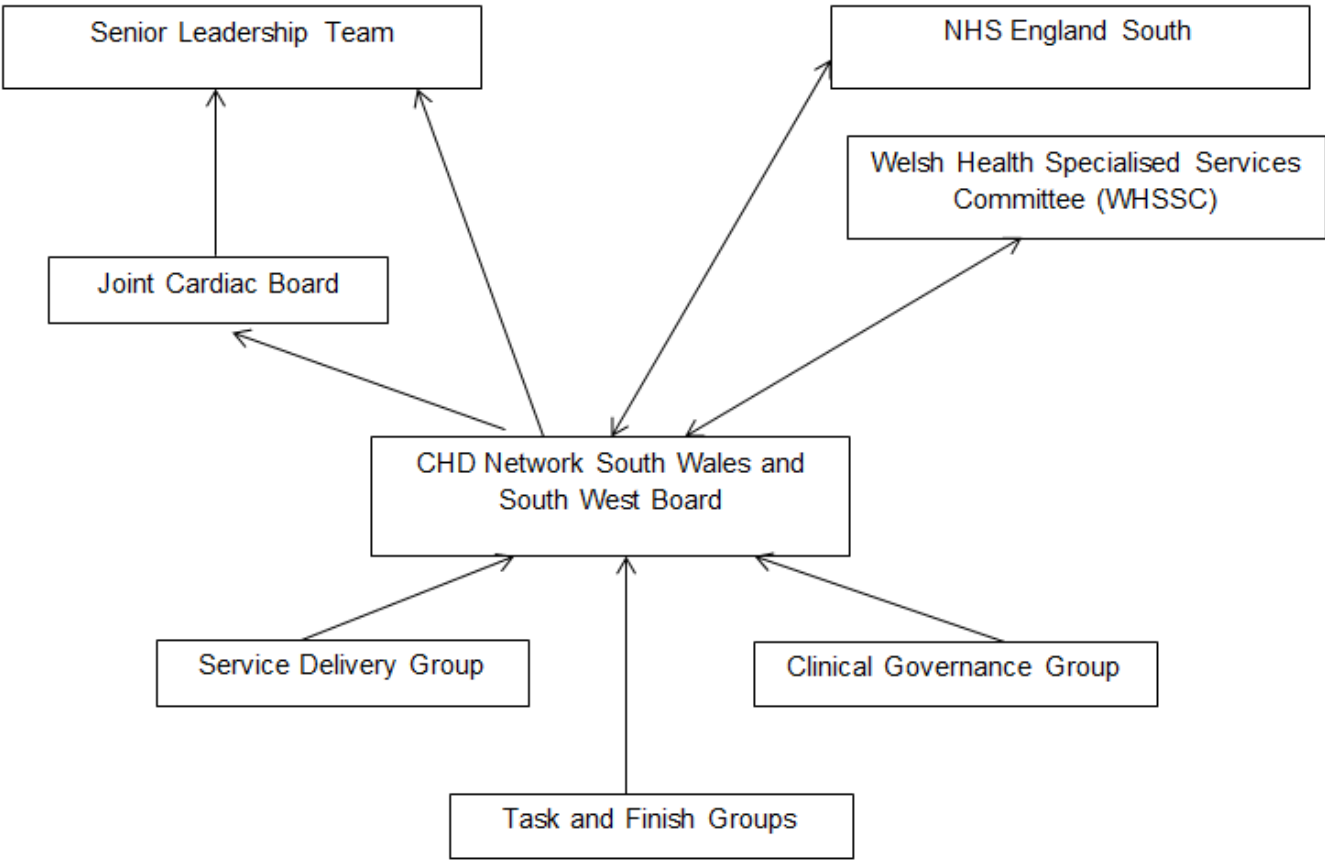 Senior Leadership Team
NHS England South
Welsh Health Specialised Services
Committee (WHSSC)
Joint Cardiac Board
CHD Network South Wales and
South West Board
Service Delivery Group
Clinical Governance Group
Task and Finish Groups